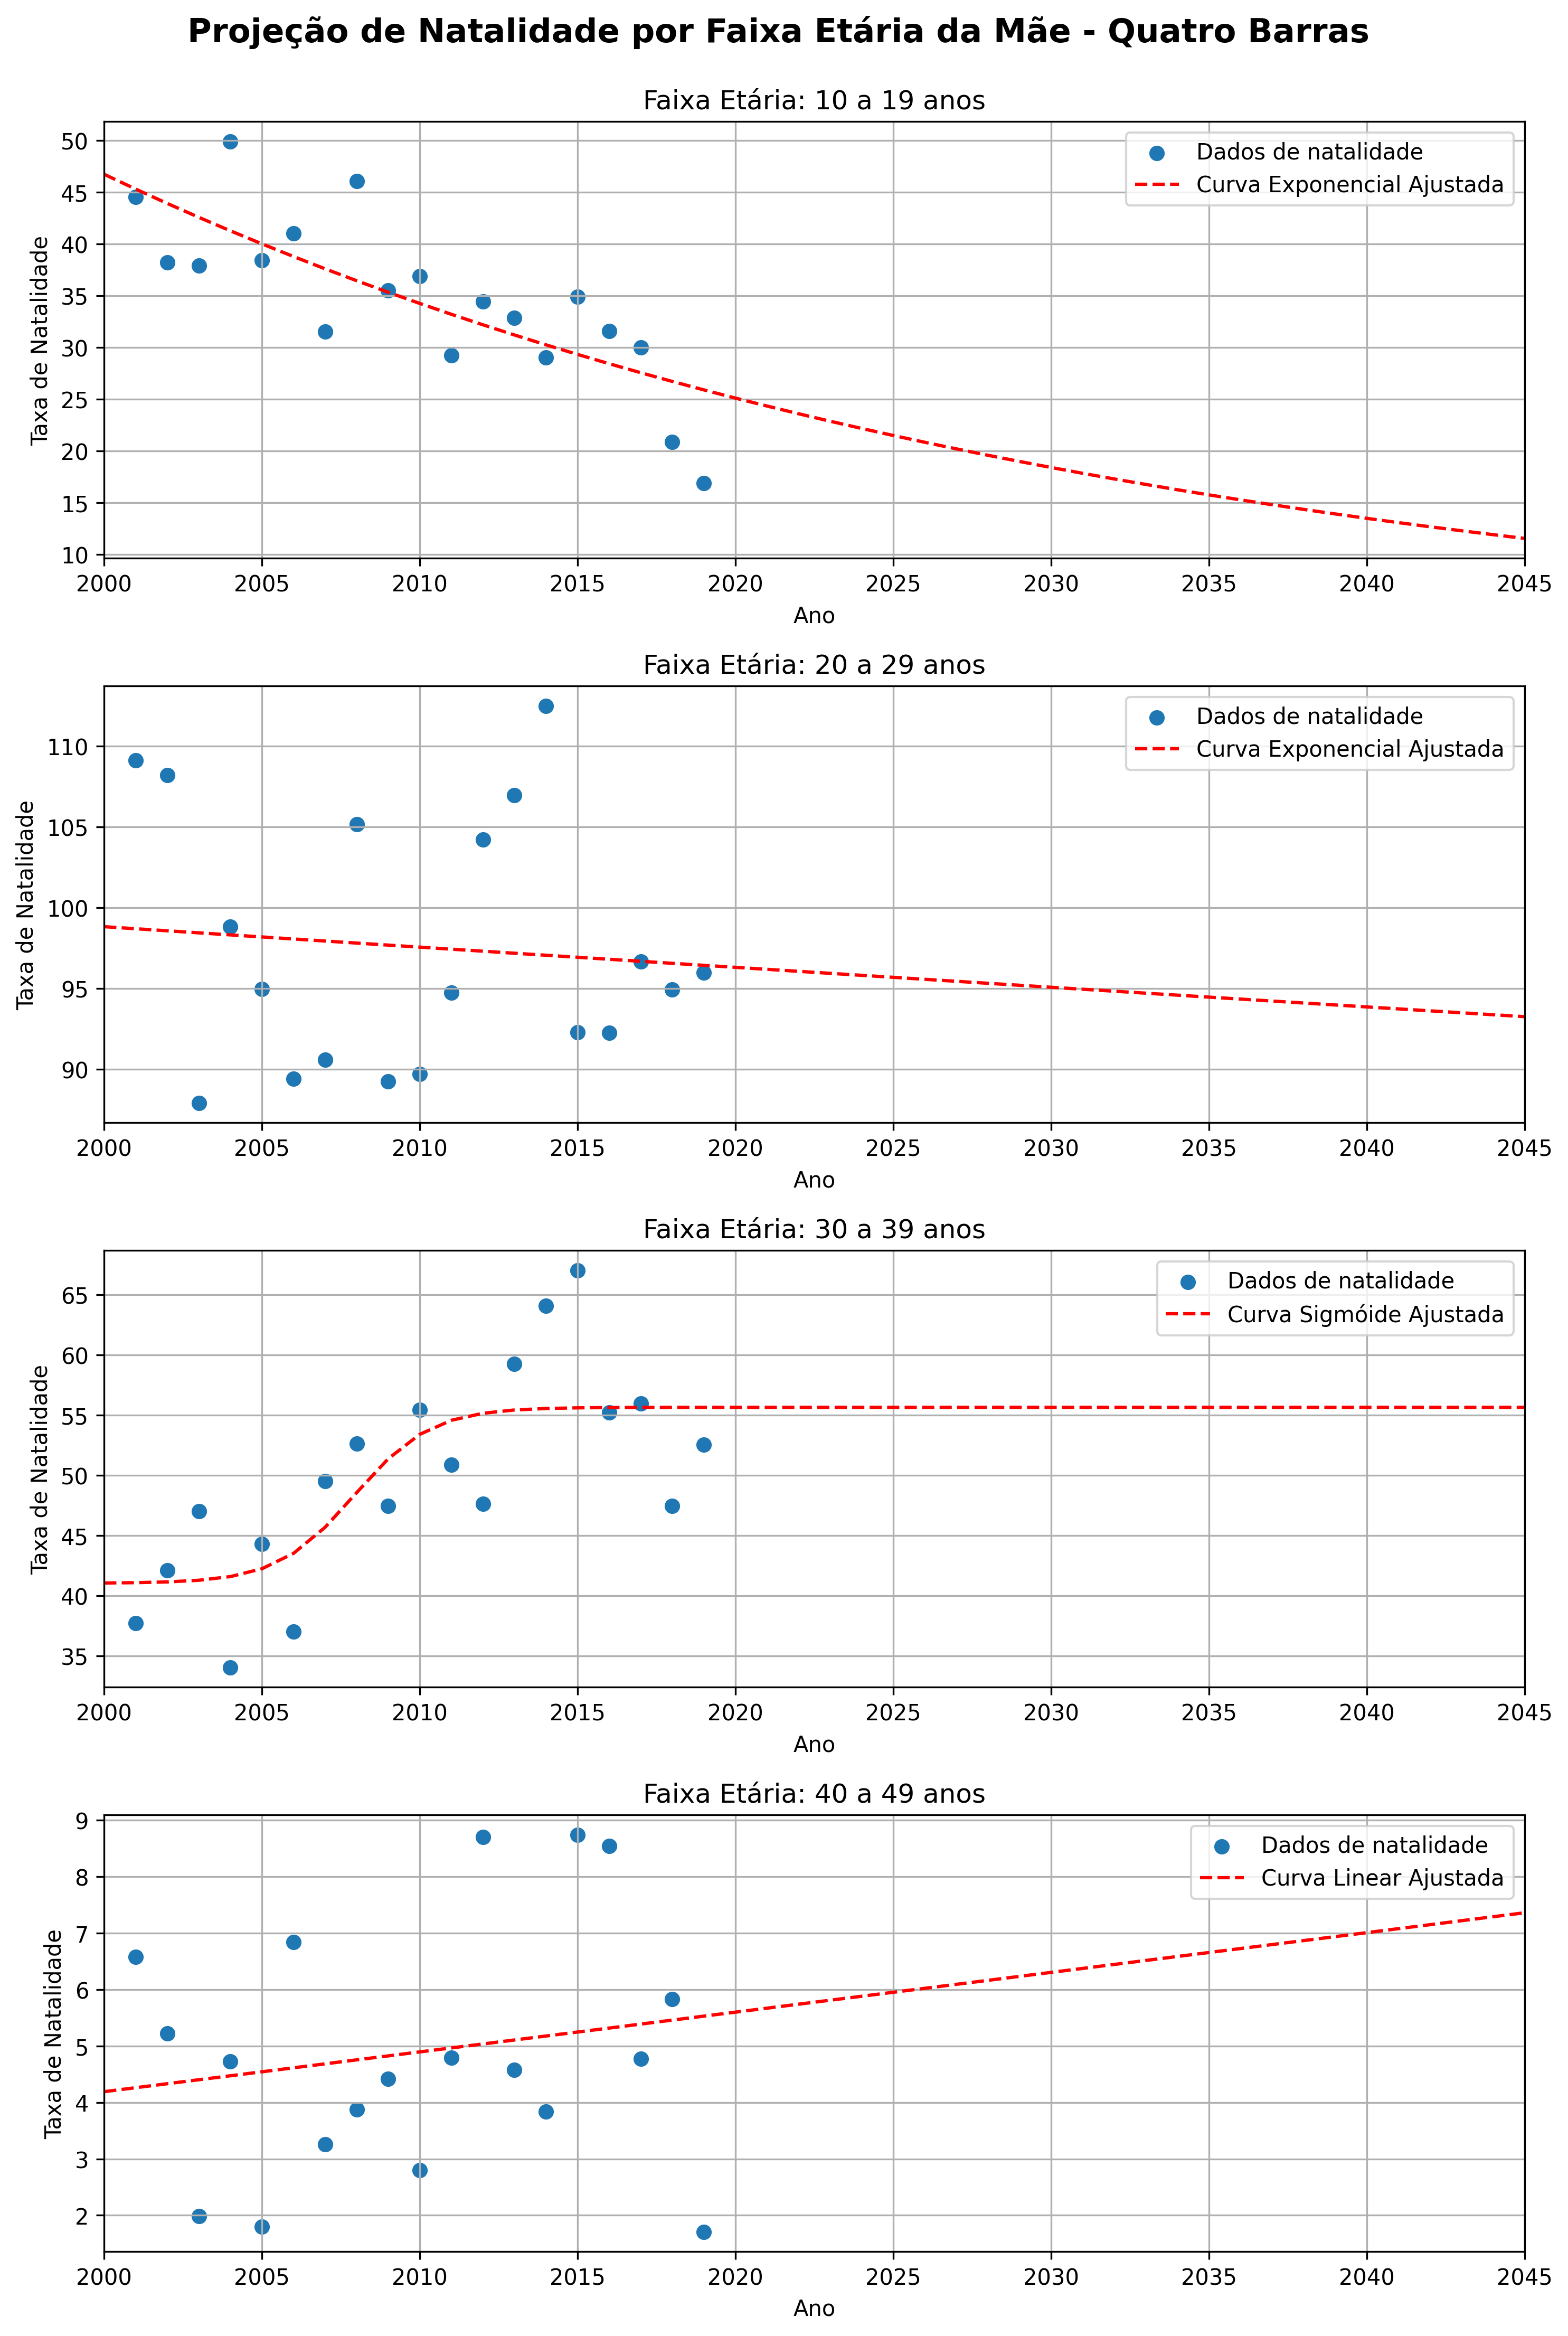 Projeção de Natalidade por Faixa Etária da Mãe - Quatro Barras
Faixa Etária: 10 a 19 anos
Dados de natalidade
Curva Exponencial Ajustada
Taxa de Natalidade
50
45
40
35
30
25
20
15
10
2000 2005 2010 2015 2020 2025 2030 2035 2040 2045
Ano
Faixa Etária: 20 a 29 anos
Dados de natalidade
Curva Exponencial Ajustada
Taxa de Natalidade
110
105
100
95
90
2000 2005 2010 2015 2020 2025 2030 2035 2040 2045
Ano
Faixa Etária: 30 a 39 anos
Dados de natalidade
Curva Sigmóide Ajustada
Taxa de Natalidade
65
60
55
50
45
40
35
2000 2005 2010 2015 2020 2025 2030 2035 2040 2045
Ano
Faixa Etária: 40 a 49 anos
Dados de natalidade
Curva Linear Ajustada
Taxa de Natalidade
9
8
7
6
5
4
3
2
2000 2005 2010 2015 2020 2025 2030 2035 2040 2045
Ano